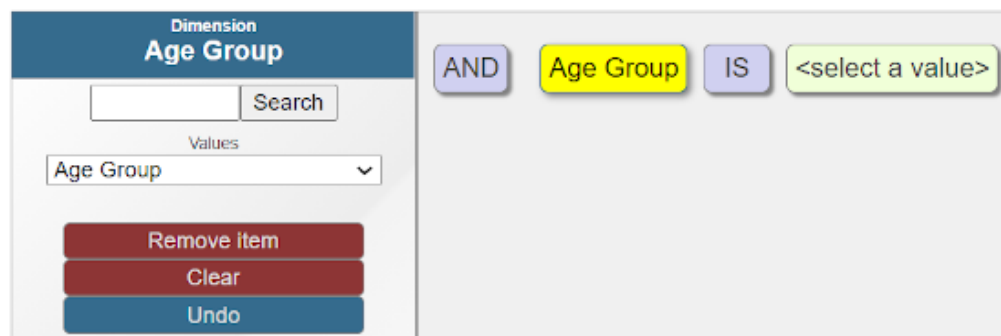 Dimension
Age Group
Search
Values
Age Group
Remove item
Clear
Undo
AND Age Group IS <select a value>